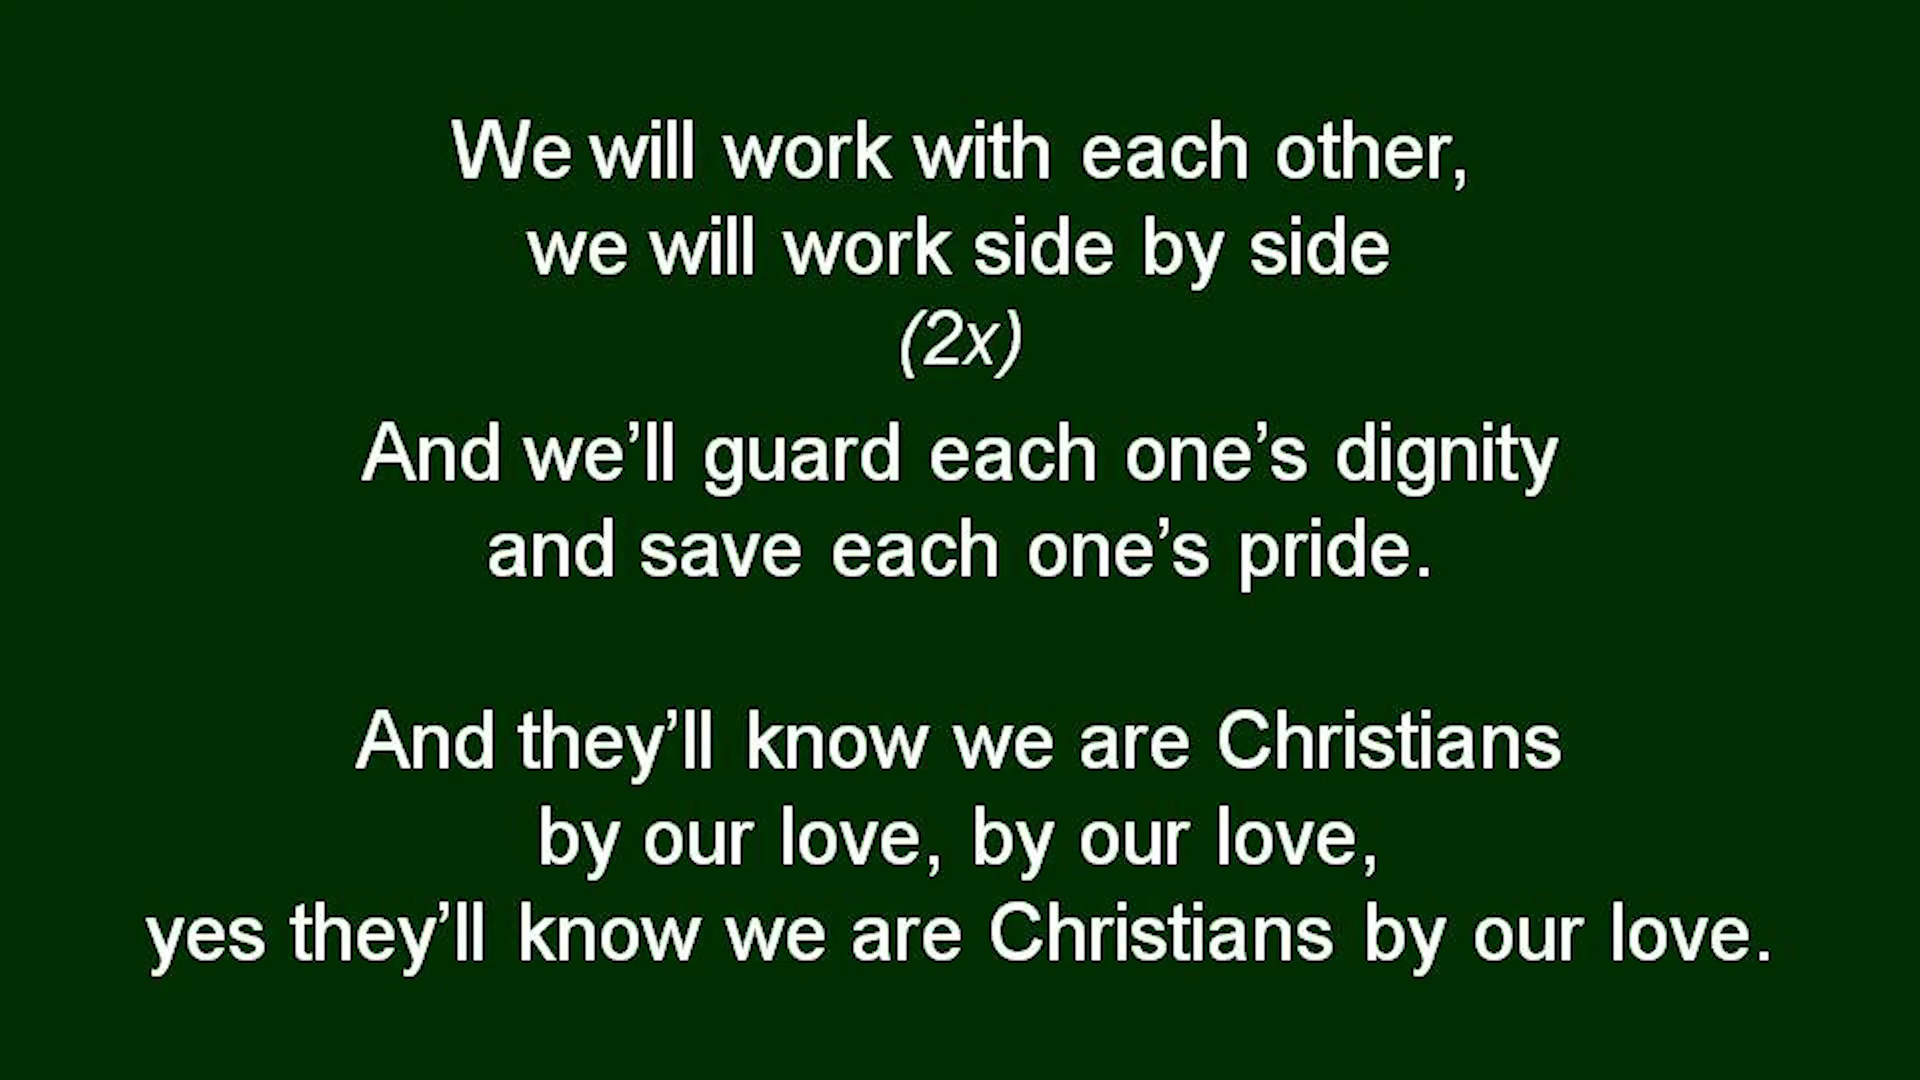 We will work with each other,
we will work side by side
(2x)
And we’ll guard each one’s dignity
and save each one’s pride.
And they’ll know we are Christians
by our love, by our love,
yes they’ll know we are Christians by our love.